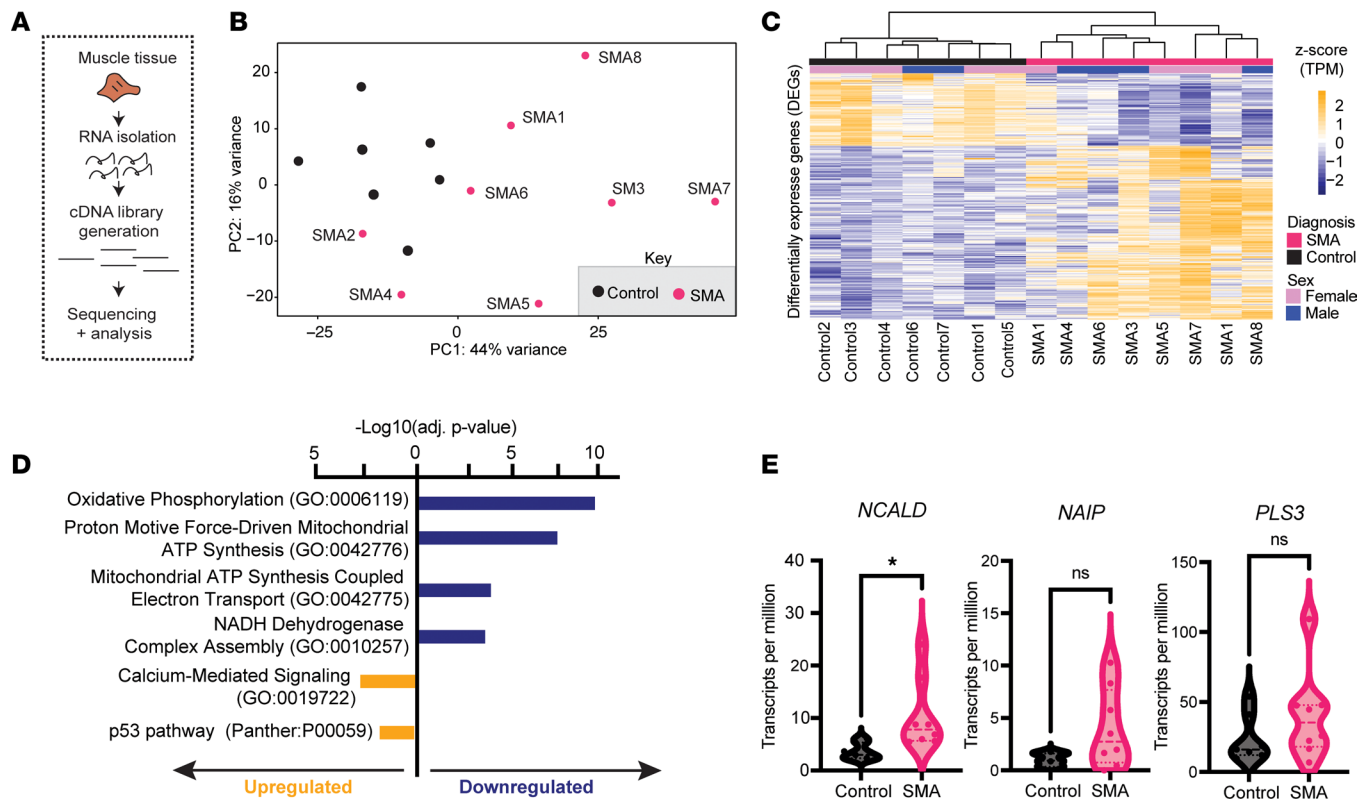 A
Muscle tissue
RNA isolation
cDNA library
generation
Sequencing
+ analysis
B
PC2: 16% variance
20
10
0
−10
−20
SMA8
SMA1
SMA6
SM3
SMA7
SMA2
SMA4
SMA5
Key
Control
SMA
−25
0
25
PC1: 44% variance
C
Differentially expresse genes (DEGs)
Control2
Control3
Control4
Control6
Control7
Control1
Control5
SMA1
SMA4
SMA6
SMA3
SMA5
SMA7
SMA1
SMA8
z-score
(TPM)
2
1
0
−1
−2
Diagnosis
SMA
Control
Sex
Female
Male
D
-Log10(adj. p-value)
5
0
5
10
Oxidative Phosphorylation (GO:0006119)
Proton Motive Force-Driven Mitochondrial
ATP Synthesis (GO:0042776)
Mitochondrial ATP Synthesis Coupled
Electron Transport (GO:0042775)
NADH Dehydrogenase
Complex Assembly (GO:0010257)
Calcium-Mediated Signaling
(GO:0019722)
p53 pathway (Panther:P00059)
Upregulated
Downregulated
E
NCALD
Transcripts per milllion
40
30
20
10
0
*
Control
SMA
NAIP
Transcripts per milllion
20
15
10
5
0
ns
Control
SMA
PLS3
Transcripts per milllion
150
100
50
0
ns
Control
SMA